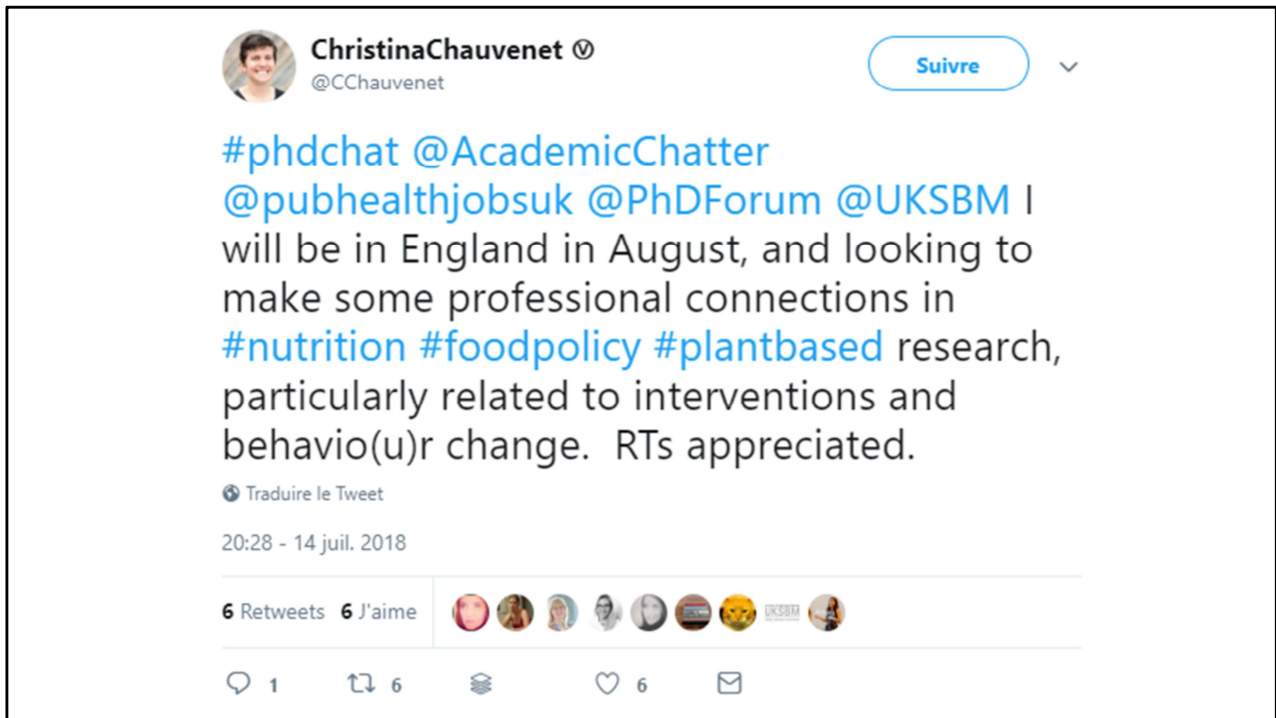 ChristinaChauvenet Ⓥ
@CChauvenet
Suivre
#phdchat @AcademicChatter
@pubhealthjobsuk @PhDForum @UKSBM I
will be in England in August, and looking to
make some professional connections in
#nutrition #foodpolicy #plantbased research,
particularly related to interventions and
behavio(u)r change.  RTs appreciated.
Traduire le Tweet
20:28 - 14 juil. 2018
6 Retweets 6 J'aime
UKSBM
1 6 6